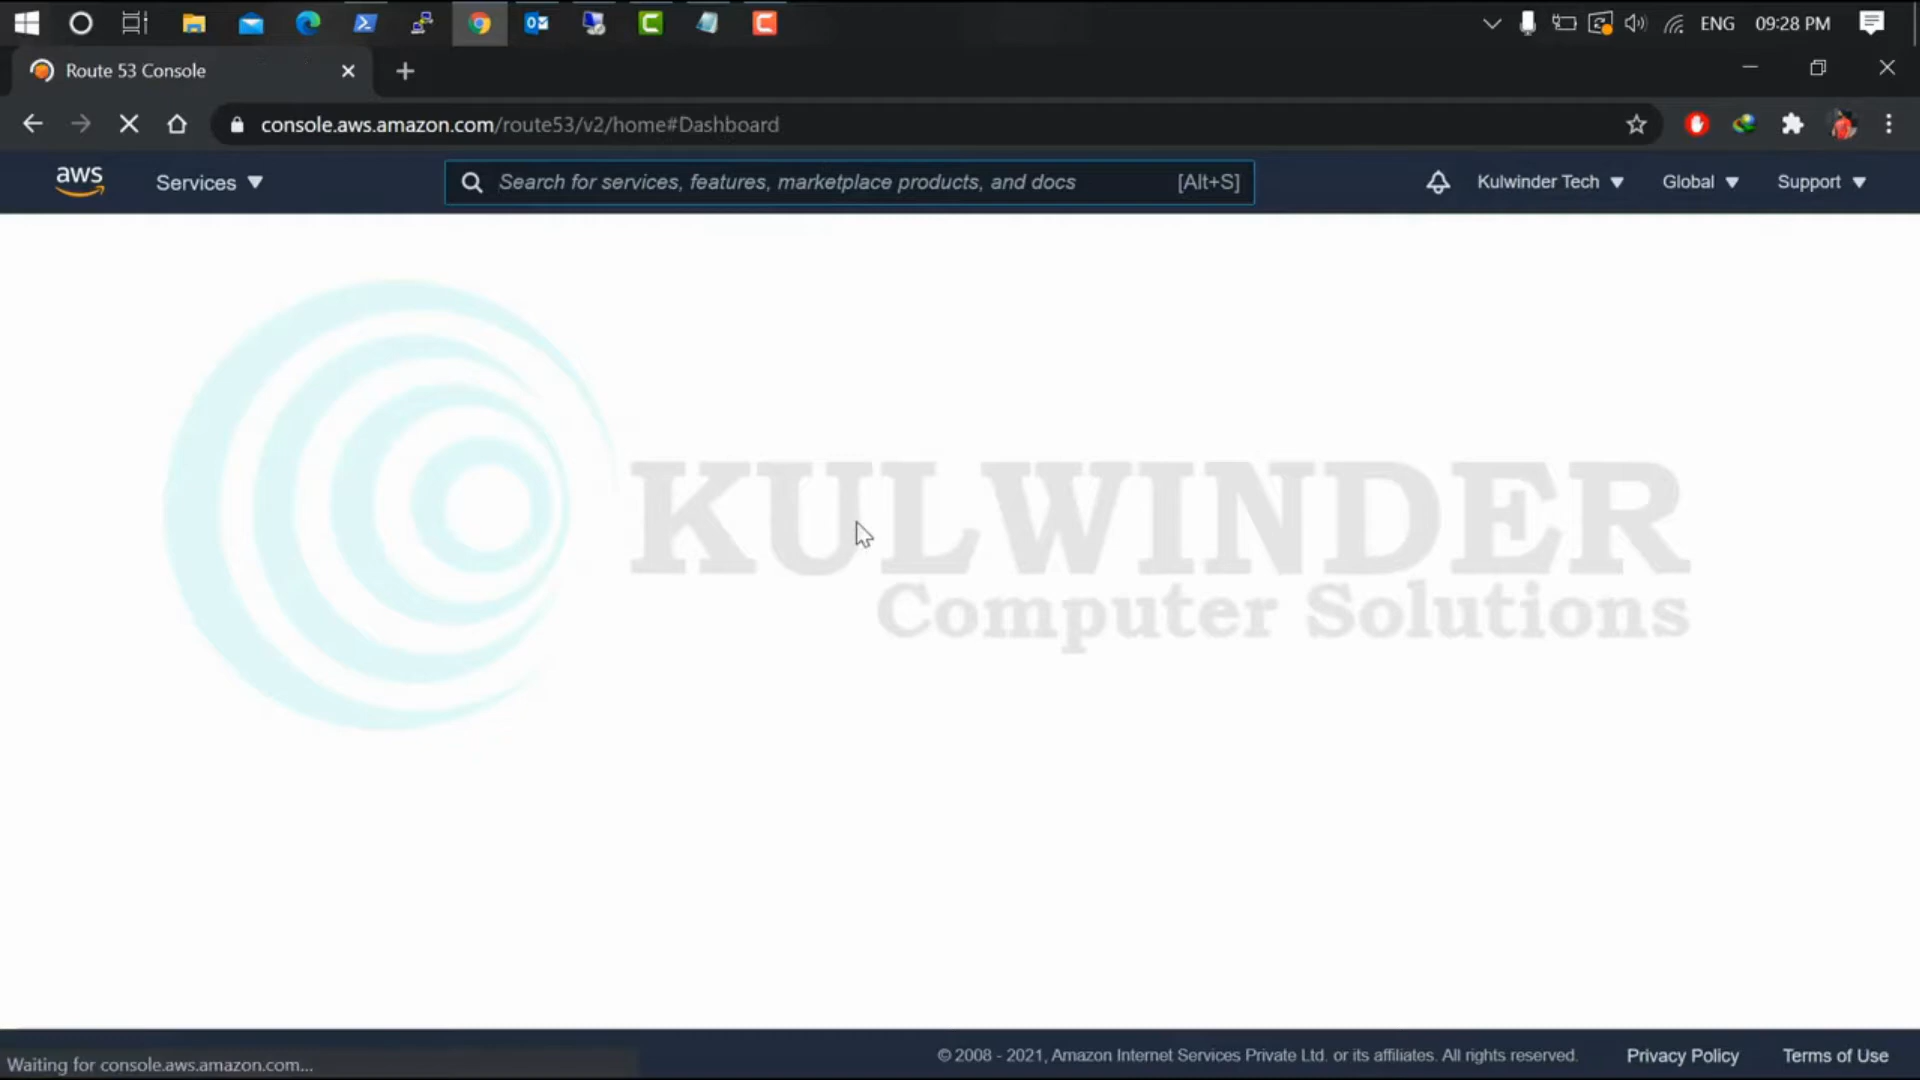 ENG 09:28 PM
Route 53 Console
console.aws.amazon.com/route53/v2/home#Dashboard
aws Services Search for services, features, marketplace products, and docs [Alt+S] Kulwinder Tech Global Support
KULWINDER
Computer Solutions
Waiting for console.aws.amazon.com...
© 2008 - 2021, Amazon Internet Services Private Ltd. or its affiliates. All rights reserved. Privacy Policy Terms of Use